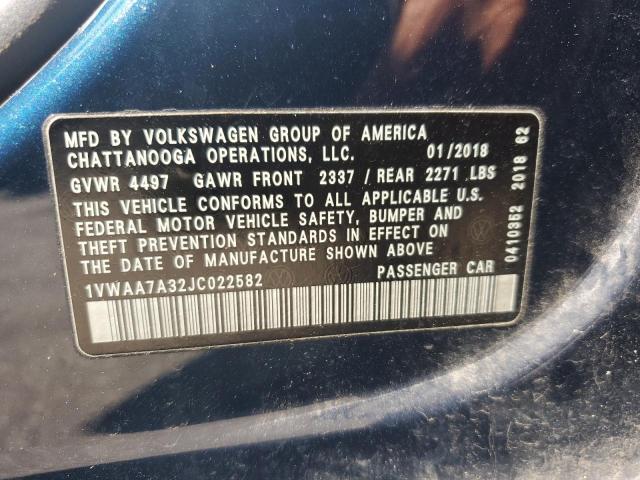 MFD BY VOLKSWAGEN GROUP OF AMERICA
CHATTANOOGA OPERATIONS, LLC. 01/2018
GVWR 4497 GAWR FRONT 2337 / REAR 2271 LBS
THIS VEHICLE CONFORMS TO ALL APPLICABLE U.S.
FEDERAL MOTOR VEHICLE SAFETY, BUMPER AND
THEFT PREVENTION STANDARDS IN EFFECT ON
THE DATE OF MANUFACTURE SHOWN ABOVE.
1VWAA7A32JC022582 PASSENGER CAR
0410352 2018 62